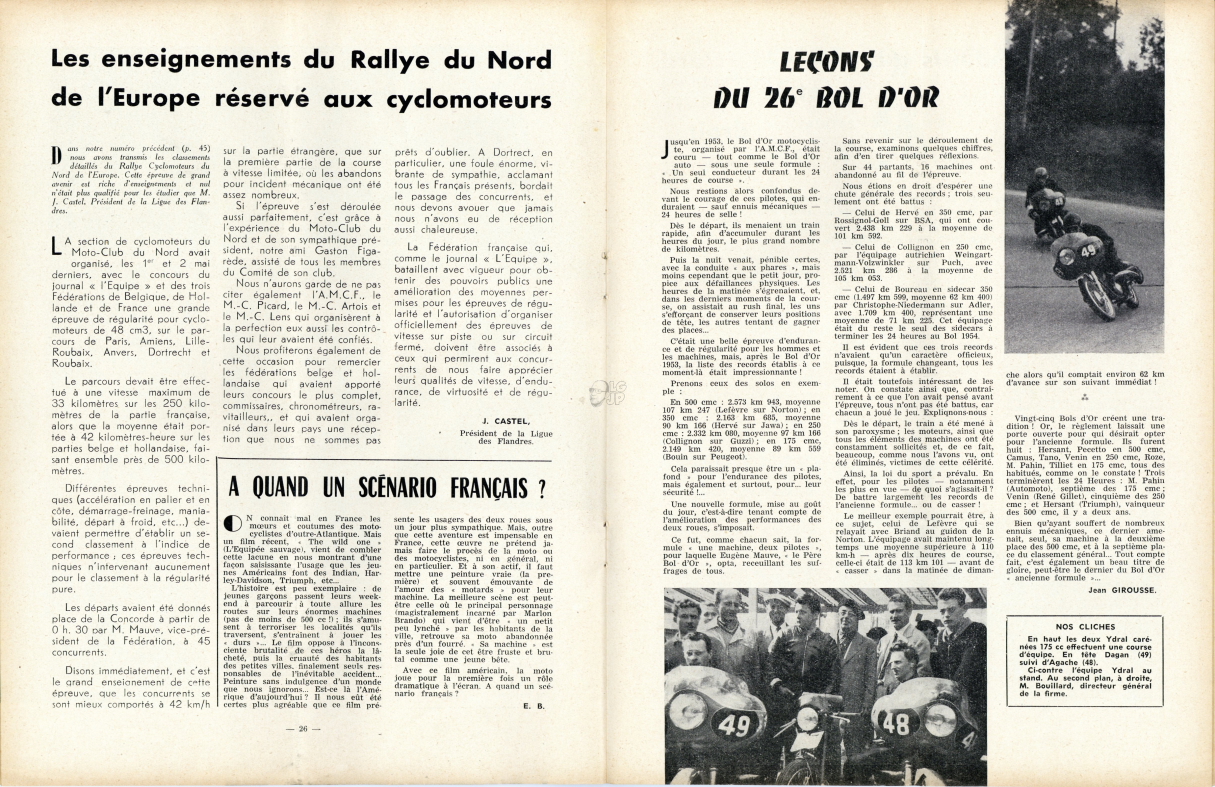 Les enseignements du Rallye du Nord
de l'Europe réservé aux cyclomoteurs
Dans notre numéro précédent (p. 45)
nous avons transmis les classements
détaillés du Rallye Cyclomoteurs du
Nord de l'Europe. Cette épreuve de grand
avenir est riche d'enseignements et nul
n'était plus qualifié pour les étudier que M.
J. Castel, Président de la Ligue des Flan-
dres.
LA section de cyclomoteurs du
Moto-Club du Nord avait
organisé, les 1er et 2 mai
derniers, avec le concours du
journal « l'Equipe » et des trois
Fédérations de Belgique, de Hol-
lande et de France une grande
épreuve de régularité pour cyclo-
moteurs de 48 cm3, sur le par-
cours de Paris, Amiens, Lille-
Roubaix, Anvers, Dortrecht et
Roubaix.
Le parcours devait être effec-
tué à une vitesse maximum de
33 kilomètres sur les 250 kilo-
mètres de la partie française,
alors que la moyenne était por-
tée à 42 kilomètres-heure sur les
parties belge et hollandaise, fai-
sant ensemble près de 500 kilo-
mètres.
Différentes épreuves techni-
ques (accélération en palier et en
côte, démarrage-freinage, mania-
bilité, départ à froid, etc...) de-
vaient permettre d'établir un se-
cond classement à l'indice de
performance ; ces épreuves tech-
niques n'intervenant aucunement
pour le classement à la régularité
pure.
Les départs avaient été donnés
place de la Concorde à partir de
0 h. 30 par M. Mauve, vice-pré-
sident de la Fédération, à 45
concurrents.
Disons immédiatement, et c'est
le grand enseionement de cette
épreuve, que les concurrents se
sont mieux comportés à 42 km/h
sur la partie étrangère, que sur
la première partie de la course
à vitesse limitée, où les abandons
pour incident mécanique ont été
assez nombreux.
Si l'épreuve s'est déroulée
aussi parfaitement, c'est grâce à
l'expérience du Moto-Club du
Nord et de son sympathique pré-
sident, notre ami Gaston Figa-
rède, assisté de tous les membres
du Comité de son club.
Nous n'aurons garde de ne pas
citer également l'A.M.C.F., le
M.-C. Picard, le M.-C. Artois et
le M.-C. Lens qui organisèrent à
la perfection eux aussi les contrô-
les qui leur avaient été confiés.
Nous profiterons également de
cette occasion pour remercier
les fédérations belge et hol-
landaise qui avaient apporté
leurs concours le plus complet,
commissaires, chronométreurs, ra-
vitailleurs,, et qui avaient orga-
nisé dans leurs pays une récep-
tion que nous ne sommes pas
prêts d'oublier. A Dortrect, en
particulier, une foule énorme, vi-
brante de sympathie, acclamant
tous les Français présents, bordait
le passage des concurrents, et
nous devons avouer que jamais
nous n'avons eu de réception
aussi chaleureuse.
La Fédération française qui,
comme le journal « L'Equipe »,
bataillent avec vigueur pour ob-
tenir des pouvoirs publics une
amélioration des moyennes per-
mises pour les épreuves de régu-
larité et l'autorisation d'organiser
officiellement des épreuves de
vitesse sur piste ou sur circuit
fermé, doivent être associés à
ceux qui permirent aux concur-
rents de nous faire apprécier
leurs qualités de vitesse, d'endu-
rance, de virtuosité et de régu-
larité.
J. CASTEL,
Président de la Ligue
des Flandres.
A QUAND UN SCÉNARIO FRANÇAIS ?
ON connait mal en France les
mœurs et coutumes des moto-
cyclistes d'outre-Atlantique. Mais
un film récent, « The wild one »
(L'Equipée sauvage), vient de combler
cette lacune en nous montrant d'une
façon saisissante l'usage que les jeu-
nes Américains font des Indian, Har-
ley-Davidson, Triumph, etc...
L'histoire est peu exemplaire : de
jeunes garçons passent leurs week-
end à parcourir à toute allure les
routes sur leurs énormes machines
(pas de moins de 500 cc !) ; ils s'amu-
sent à terroriser les localités qu'ils
traversent, s'entraînent à jouer les
« durs »... Le film oppose à l'incons-
ciente brutalité de ces héros la lâ-
cheté, puis la cruauté des habitants
des petites villes, finalement seuls res-
ponsables de l'inévitable accident...
Peinture sans indulgence d'un monde
que nous ignorons... Est-ce là l'Amé-
rique d'aujourd'hui ? Il nous eût été
certes plus agréable que ce film pré-
sente les usagers des deux roues sous
un jour plus sympathique. Mais, outre
que cette aventure est impensable en
France, cette œuvre ne prétend ja-
mais faire le procès de la moto ou
des motocyclistes, ni en général, ni
en particulier. Et à son actif, il faut
mettre une peinture vraie (la pre-
mière) et souvent émouvante de
l'amour des « motards » pour leur
machine. La meilleure scène est peut-
être celle où le principal personnage
(magistralement incarné par Marlon
Brando) qui vient d'être « un petit
peu lynché » par les habitants de la
ville, retrouve sa moto abandonnée
près d'un fourré. « Sa machine » est
la seule joie de cet être fruste et bru-
tal comme une jeune bête.
Avec ce film américain, la moto
joue pour la première fois un rôle
dramatique à l'écran. A quand un scé-
nario français ?
E. B.
— 26 —
LEÇONS
DU 26e BOL D'OR
Jusqu'en 1953, le Bol d'Or motocyclis-
te, organisé par l'A.M.C.F., était
couru — tout comme le Bol d'Or
auto — sous une seule formule :
« Un seul conducteur durant les 24
heures de course ».
Nous restions alors confondus de-
vant le courage de ces pilotes, qui en-
duraient — sauf ennuis mécaniques —
24 heures de selle !
Dès le départ, ils menaient un train
rapide, afin d'accumuler durant les
heures du jour, le plus grand nombre
de kilomètres.
Puis la nuit venait, pénible certes,
avec la conduite « aux phares », mais
moins cependant que le petit jour, pro-
pice aux défaillances physiques. Les
heures de la matinée s'égrenaient, et,
dans les derniers moments de la cour-
se, on assistait au rush final, les uns
s'efforçant de conserver leurs positions
de tête, les autres tentant de gagner
des places...
C'était une belle épreuve d'enduran-
ce et de régularité pour les hommes et
les machines, mais, après le Bol d'Or
1953, la liste des records établis à ce
moment-là était impressionnante !
Prenons ceux des solos en exem-
ple :
En 500 cmc : 2.573 km 943, moyenne
107 km 247 (Lefèvre sur Norton) ; en
350 cmc : 2.163 km 685, moyenne
90 km 166 (Hervé sur Jawa) ; en 250
cmc : 2.332 km 080, moyenne 97 km 166
(Collignon sur Guzzi) ; en 175 cmc,
2.149 km 420, moyenne 89 km 559
(Bouin sur Peugeot).
Cela paraissait presque être un « pla-
fond » pour l'endurance des pilotes,
mais également et surtout, pour... leur
sécurité !...
Une nouvelle formule, mise au goût
du jour, c'est-à-dire tenant compte de
l'amélioration des performances des
deux roues, s'imposait.
Ce fut, comme chacun sait, la for-
mule « une machine, deux pilotes »,
pour laquelle Eugène Mauve, « le Père
Bol d'Or », opta, recueillant les suf-
frages de tous.
Sans revenir sur le déroulement de
la course, examinons quelques chiffres,
afin d'en tirer quelques réflexions.
Sur 44 partants, 16 machines ont
abandonné au fil de l'épreuve.
Nous étions en droit d'espérer une
chute générale des records ; trois seu-
lement ont été battus :
— Celui de Hervé en 350 cmc, par
Rossignol-Goll sur BSA, qui ont cou-
vert 2.438 km 229 à la moyenne de
101 km 592.
— Celui de Collignon en 250 cmc,
par l'équipe autrichien Weingart-
mann-Volzwinkler sur Puch, avec
2.521 km 286 à la moyenne de
105 km 053.
— Celui de Boureau en sidecar 350
cmc (1.497 km 599, moyenne 62 km 400)
par Christophe-Niedermann sur Adler,
avec 1.709 km 400, représentant une
moyenne de 71 km 225. Cet équipage
était du reste le seul des sidecars à
terminer les 24 heures au Bol 1954.
Il est évident que ces trois records
n'avaient qu'un caractère officieux,
puisque, la formule changeant, tous les
records étaient à établir.
Il était toutefois intéressant de les
noter. On constate ainsi que, contrai-
rement à ce que l'on avait pensé avant
l'épreuve, tous n'ont pas été battus, car
chacun a joué le jeu. Expliquons-nous :
Dès le départ, le train a été mené à
son paroxysme ; les moteurs, ainsi que
tous les éléments des machines ont été
constamment sollicités et, de ce fait,
beaucoup, comme nous l'avons vu, ont
été éliminés, victimes de cette célérité.
Ainsi, la loi du sport a prévalu. En
effet, pour les pilotes — notamment
les plus en vue — de quoi s'agissait-il ?
De battre largement les records de
l'ancienne formule... ou de casser !
Le meilleur exemple pourrait être, à
ce sujet, celui de Lefèvre qui se
relayait avec Briand au guidon de la
Norton. L'équipage avait maintenu long-
temps une moyenne supérieure à 110
km-h — après dix heures de course,
celle-ci était de 113 km 101 — avant de
« casser » dans la matinée de diman-
che alors qu'il comptait environ 62 km
d'avance sur son suivant immédiat !
Vingt-cinq Bols d'Or créent une tra-
dition ! Or, le règlement laissait une
porte ouverte pour qui désirait opter
pour l'ancienne formule. Ils furent
huit : Hersant, Pecetto en 500 cmc,
Camus, Tano, Venin en 250 cmc, Roze,
M. Pahin, Tilliet en 175 cmc, tous des
habitués, comme on le constate ! Trois
terminèrent les 24 Heures : M. Pahin
(Automoto), septième des 175 cmc ;
Venin (René Gillet), cinquième des 250
cmc ; et Hersant (Triumph), vainqueur
des 500 cmc, il y a deux ans.
Bien qu'ayant souffert de nombreux
ennuis mécaniques, ce dernier ame-
nait, seul, sa machine à la deuxième
place des 500 cmc, et à la septième pla-
ce du classement général... Tout compte
fait, c'est également un beau titre de
gloire, peut-être le dernier du Bol d'Or
« ancienne formule »...
Jean GIROUSSE.
NOS CLICHES
En haut les deux Ydral caré-
nées 175 cc effectuent une course
d'équipe. En tête Dagan (49)
suivi d'Agache (48).
Ci-contre l'équipe Ydral au
stand. Au second plan, à droite,
M. Bouillard, directeur général
de la firme.
49
49
48
4
LG
JP